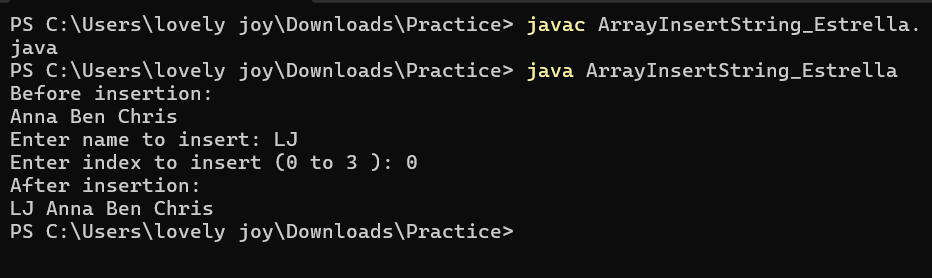 PS C:\Users\lovely joy\Downloads\Practice> javac ArrayInsertString_Estrella.
java
PS C:\Users\lovely joy\Downloads\Practice> java ArrayInsertString_Estrella
Before insertion:
Anna Ben Chris
Enter name to insert: LJ
Enter index to insert (0 to 3 ): 0
After insertion:
LJ Anna Ben Chris
PS C:\Users\lovely joy\Downloads\Practice>